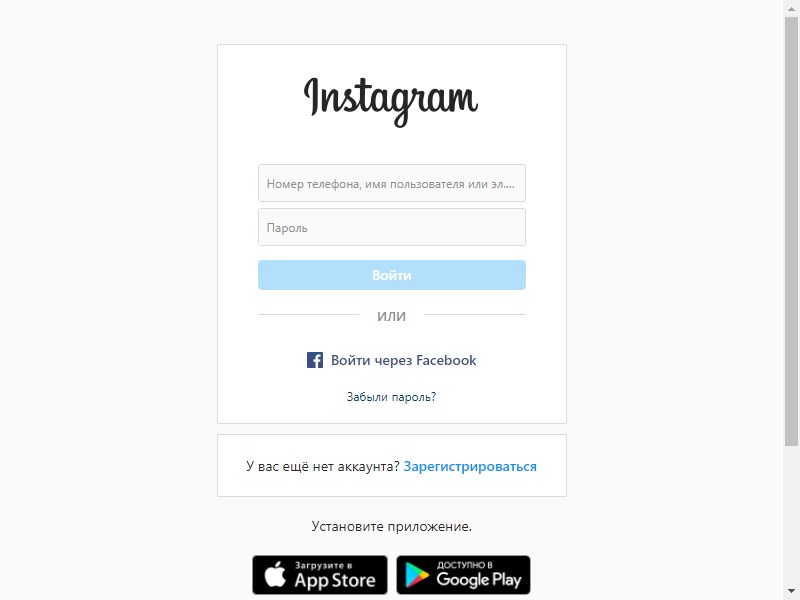 Instagram
Номер телефона, имя пользователя или эл....
Пароль
Войти
ИЛИ
Войти через Facebook
Забыли пароль?
У вас ещё нет аккаунта? Зарегистрироваться
Установите приложение.
Загрузите в
App Store
ДОСТУПНО В
Google Play